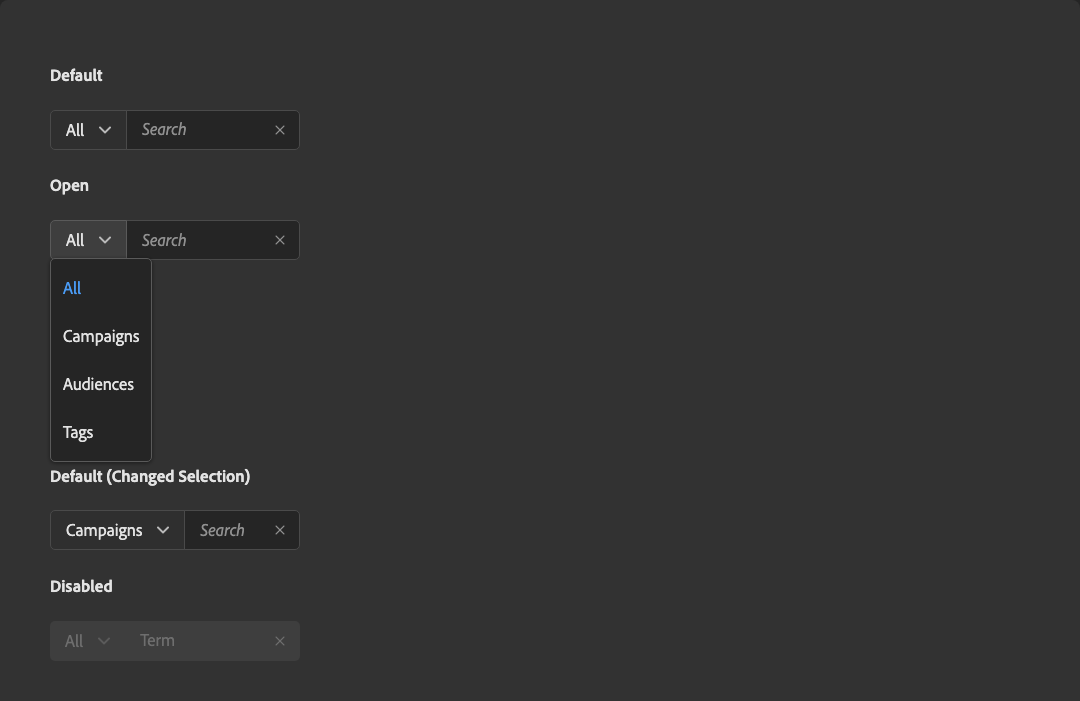 Default
All Search
Open
All Search
All
Campaigns
Audiences
Tags
Default (Changed Selection)
Campaigns Search
Disabled
All Term